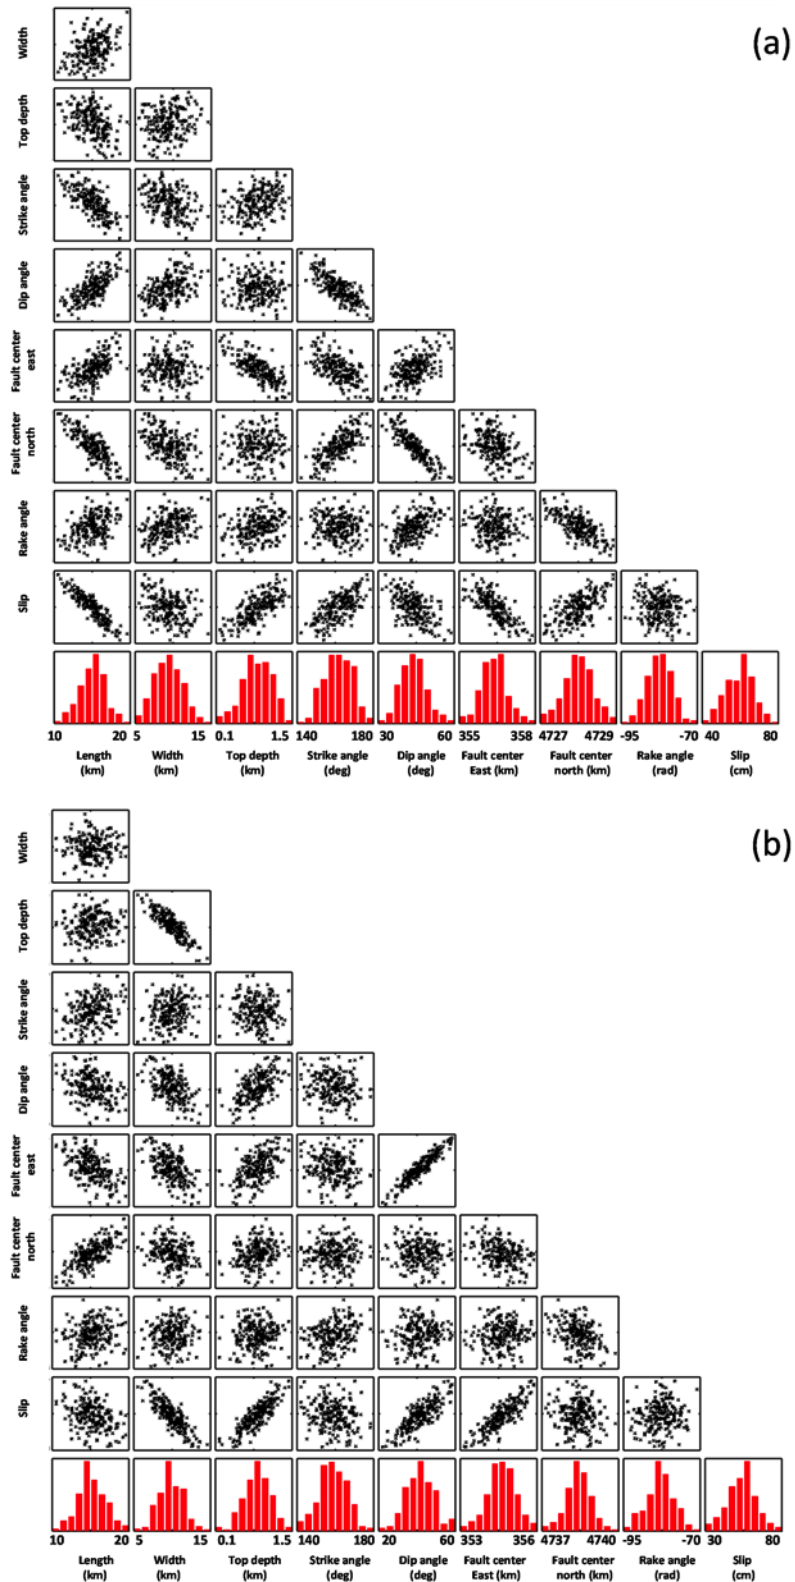 (a)
Width
Top depth
Strike angle
Dip angle
Fault center
east
Fault center
north
Rake angle
Slip
10 20 5 15 0.1 1.5 140 180 30 60 355 358 4727 4729 -95 -70 40 80
Length Width Top depth Strike angle Dip angle Fault center Fault center Rake angle Slip
(km) (km) (km) (deg) (deg) East (km) north (km) (rad) (cm)
(b)
Width
Top depth
Strike angle
Dip angle
Fault center
east
Fault center
north
Rake angle
Slip
10 20 5 15 0.1 1.5 140 180 20 60 353 356 4737 4740 -95 -70 30 80
Length Width Top depth Strike angle Dip angle Fault center Fault center Rake angle Slip
(km) (km) (km) (deg) (deg) East (km) north (km) (rad) (cm)